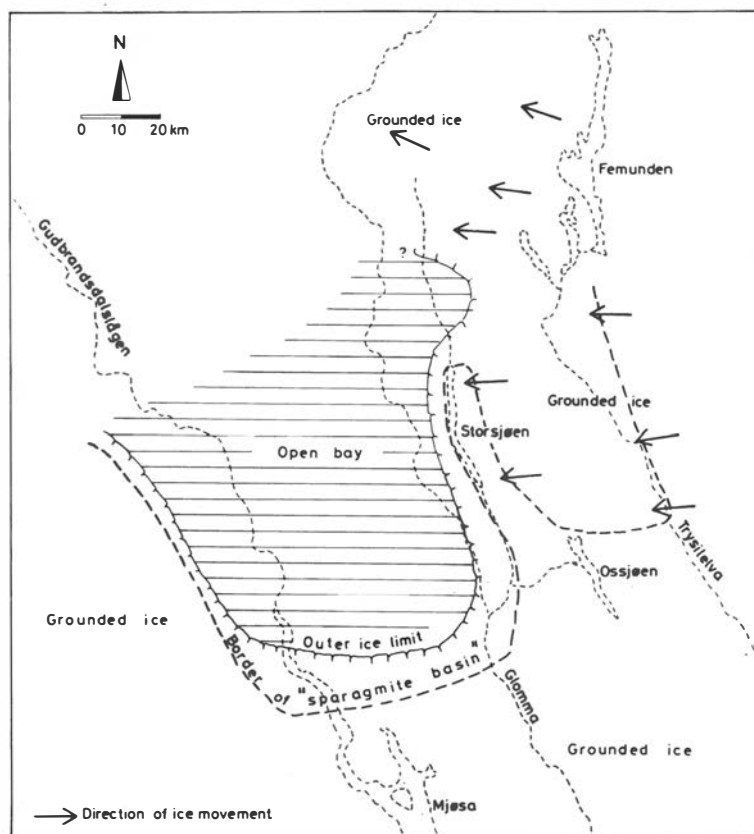 N
0 10 20 km
Grounded ice
Femunden
Gudbrandsdalslågen
?
Grounded ice
Storsjøen
Open bay
Trysilelva
Ossjøen
Grounded ice
Outer ice limit
Border of "sparagmite basin"
Glomma
Grounded ice
Mjøsa
Direction of ice movement